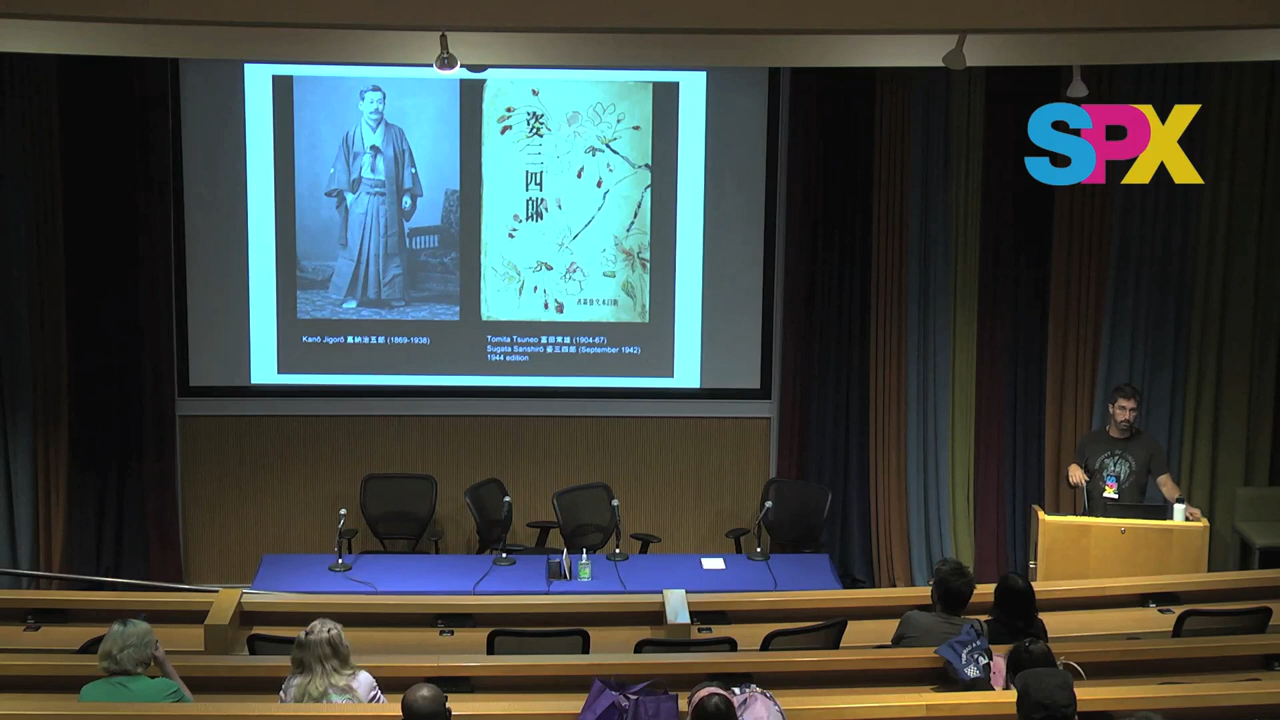 姿三四郎
Kanō Jigorō 嘉納治五郎 (1869-1938)
Tomita Tsuneo 富田常雄 (1904-67)
Sugata Sanshirō 姿三四郎 (September 1942)
1944 edition
SPX